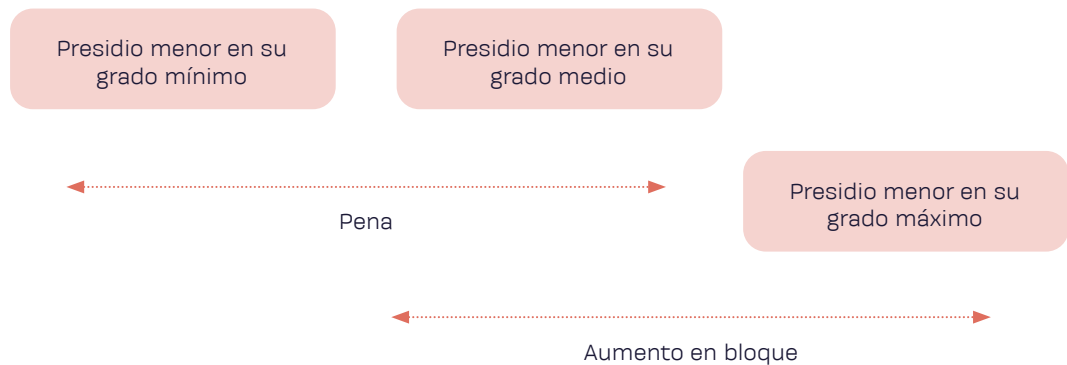 Presidio menor en su
grado mínimo
Presidio menor en su
grado medio
Pena
Presidio menor en su
grado máximo
Aumento en bloque